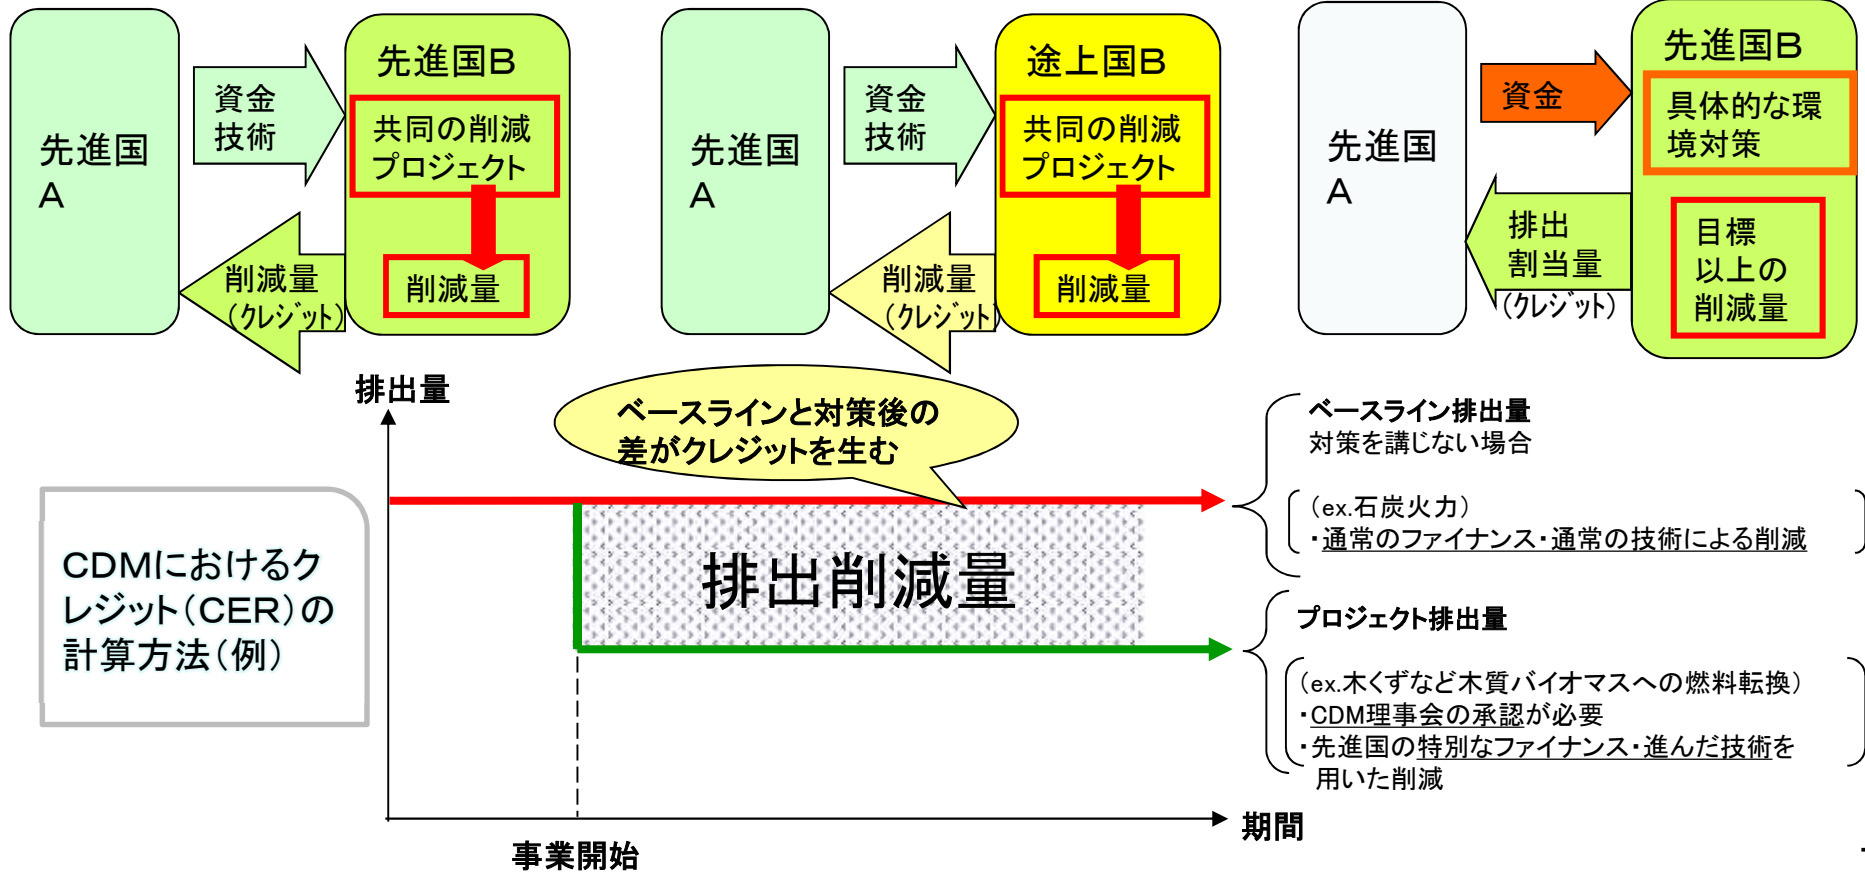 先進国
A
資金
技術
削減量
(クレジット)
先進国B
共同の削減
プロジェクト
削減量
先進国
A
資金
技術
削減量
(クレジット)
途上国B
共同の削減
プロジェクト
削減量
先進国
A
資金
排出
割当量
(クレジット)
先進国B
具体的な環
境対策
目標
以上の
削減量
排出量
ベースラインと対策後の
差がクレジットを生む
CDMにおけるク
レジット(CER)の
計算方法(例)
排出削減量
事業開始
期間
ベースライン排出量
対策を講じない場合
(ex.石炭火力)
・通常のファイナンス・通常の技術による削減
プロジェクト排出量
(ex.木くずなど木質バイオマスへの燃料転換)
・CDM理事会の承認が必要
・先進国の特別なファイナンス・進んだ技術を
用いた削減